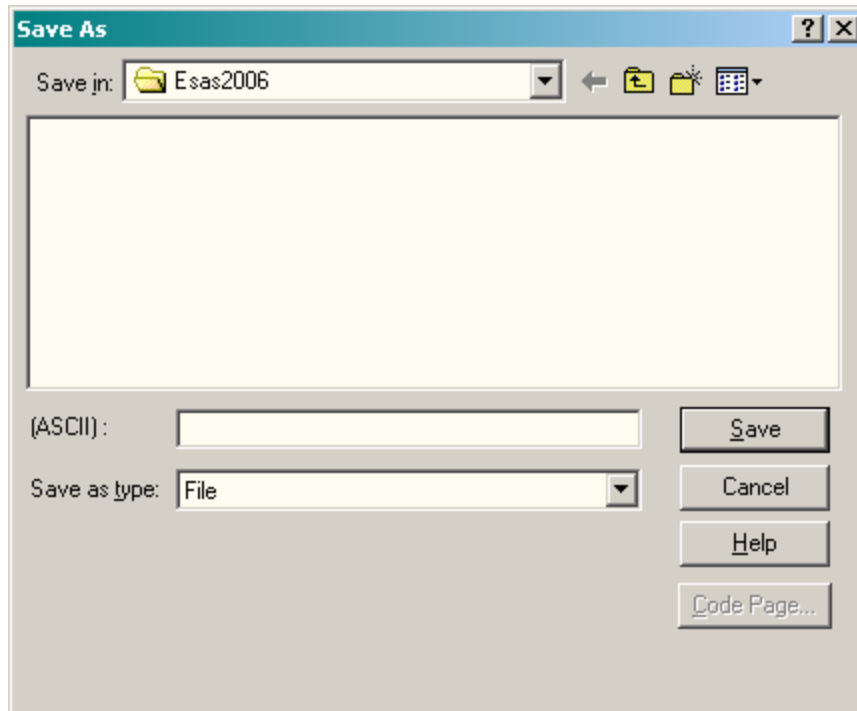 Save As
Save in: Esas2006
(ASCII) :
Save
Save as type: File
Cancel
Help
Code Page...